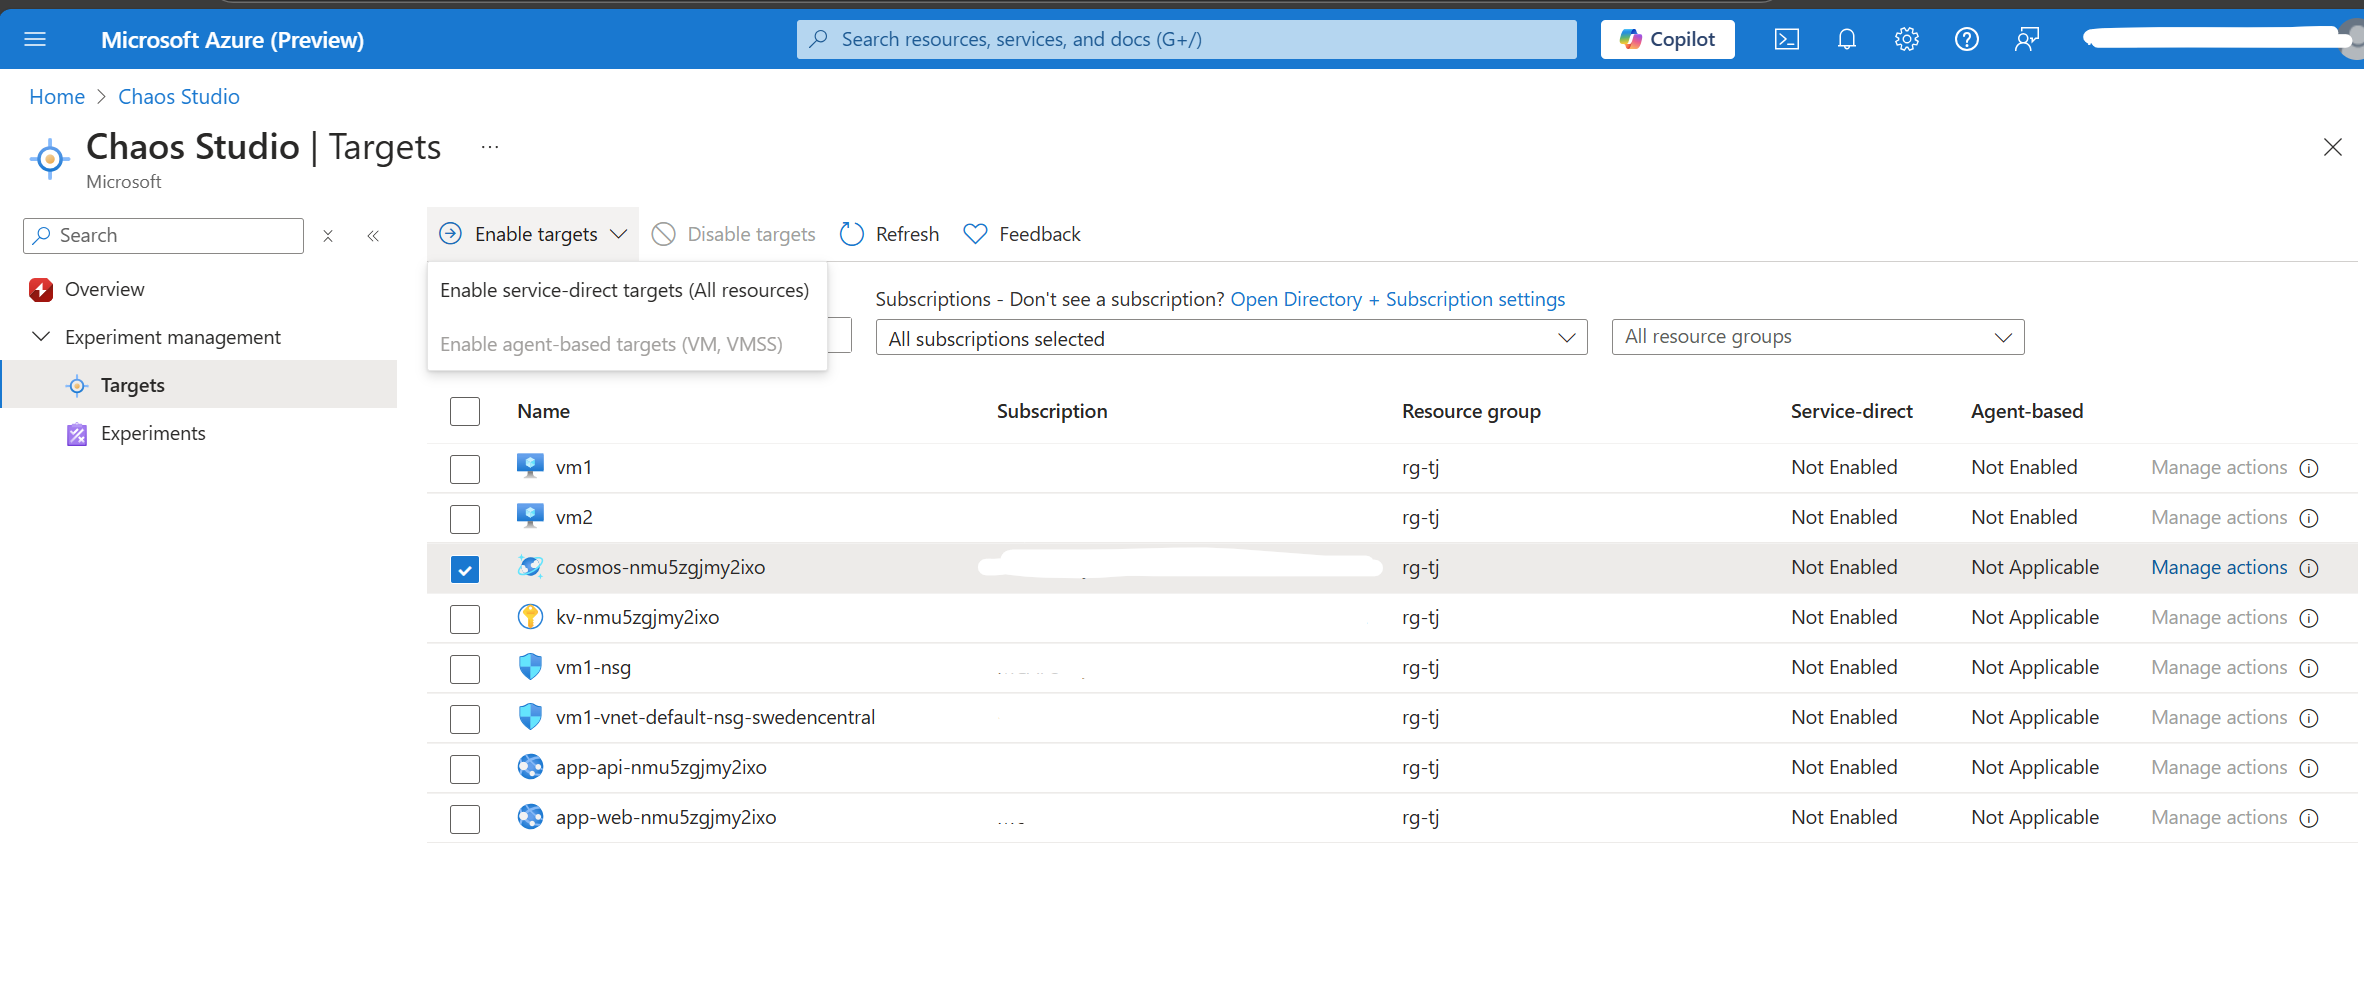 Microsoft Azure (Preview)
Search resources, services, and docs (G+/)
Copilot
Home > Chaos Studio
Chaos Studio | Targets ...
Microsoft
Search
Overview
Experiment management
Targets
Experiments
Enable targets
Disable targets
Refresh
Feedback
Enable service-direct targets (All resources)
Enable agent-based targets (VM, VMSS)
Subscriptions - Don't see a subscription? Open Directory + Subscription settings
All subscriptions selected
All resource groups
Name Subscription Resource group Service-direct Agent-based
vm1 rg-tj Not Enabled Not Enabled Manage actions
vm2 rg-tj Not Enabled Not Enabled Manage actions
cosmos-nmu5zgjmy2ixo rg-tj Not Enabled Not Applicable Manage actions
kv-nmu5zgjmy2ixo rg-tj Not Enabled Not Applicable Manage actions
vm1-nsg rg-tj Not Enabled Not Applicable Manage actions
vm1-vnet-default-nsg-swedencentral rg-tj Not Enabled Not Applicable Manage actions
app-api-nmu5zgjmy2ixo rg-tj Not Enabled Not Applicable Manage actions
app-web-nmu5zgjmy2ixo rg-tj Not Enabled Not Applicable Manage actions